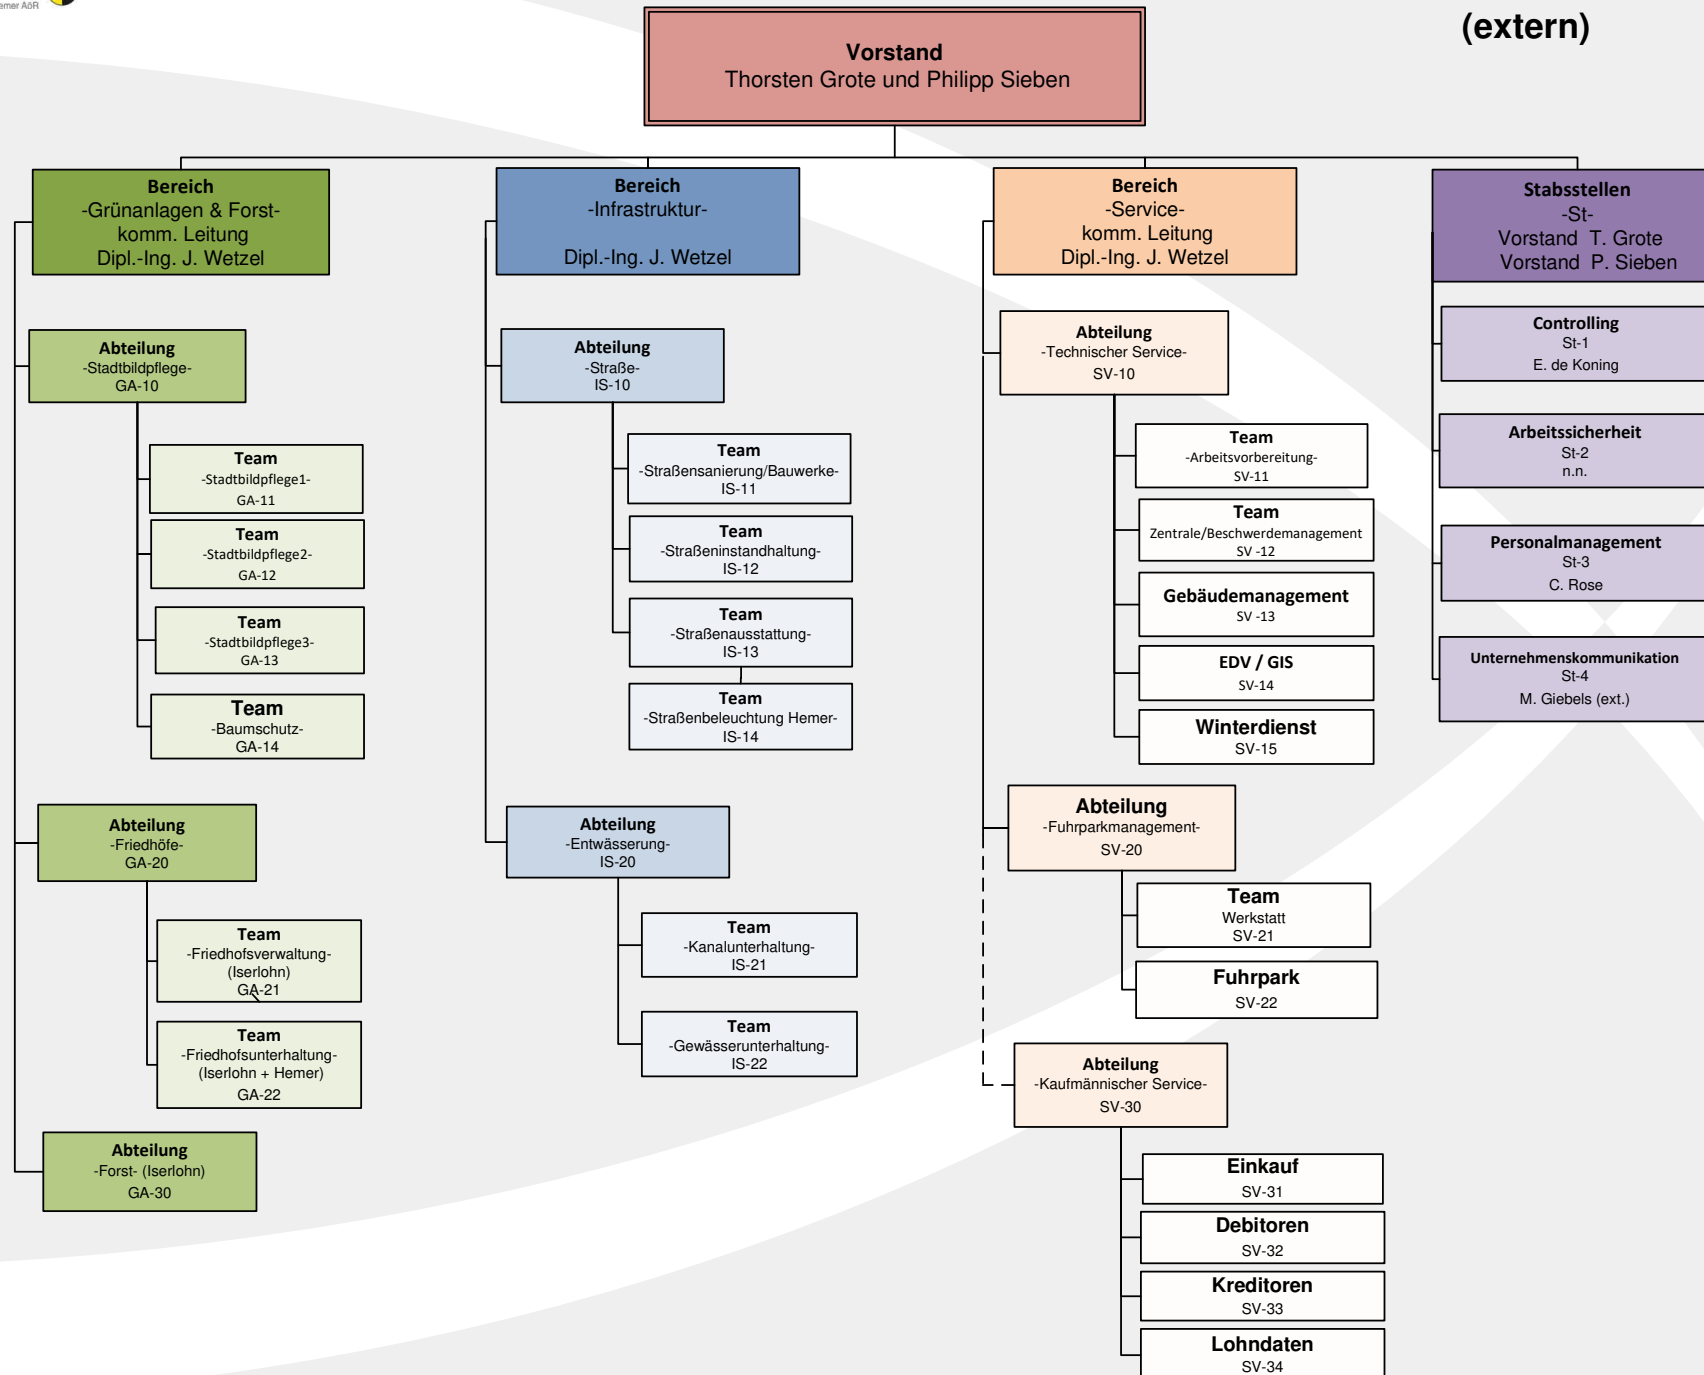 emer AöR
(extern)
Vorstand
Thorsten Grote und Philipp Sieben
Bereich
-Grünanlagen & Forst-
komm. Leitung
Dipl.-Ing. J. Wetzel
Abteilung
-Stadtbildpflege-
GA-10
Team
-Stadtbildpflege1-
GA-11
Team
-Stadtbildpflege2-
GA-12
Team
-Stadtbildpflege3-
GA-13
Team
-Baumschutz-
GA-14
Abteilung
-Friedhöfe-
GA-20
Team
-Friedhofsverwaltung-
(Iserlohn)
GA-21
Team
-Friedhofsunterhaltung-
(Iserlohn + Hemer)
GA-22
Abteilung
-Forst- (Iserlohn)
GA-30
Bereich
-Infrastruktur-
Dipl.-Ing. J. Wetzel
Abteilung
-Straße-
IS-10
Team
-Straßensanierung/Bauwerke-
IS-11
Team
-Straßeninstandhaltung-
IS-12
Team
-Straßenausstattung-
IS-13
Team
-Straßenbeleuchtung Hemer-
IS-14
Abteilung
-Entwässerung-
IS-20
Team
-Kanalunterhaltung-
IS-21
Team
-Gewässerunterhaltung-
IS-22
Bereich
-Service-
komm. Leitung
Dipl.-Ing. J. Wetzel
Abteilung
-Technischer Service-
SV-10
Team
-Arbeitsvorbereitung-
SV-11
Team
Zentrale/Beschwerdemanagement
SV -12
Gebäudemanagement
SV -13
EDV / GIS
SV-14
Winterdienst
SV-15
Abteilung
-Fuhrparkmanagement-
SV-20
Team
Werkstatt
SV-21
Fuhrpark
SV-22
Abteilung
-Kaufmännischer Service-
SV-30
Einkauf
SV-31
Debitoren
SV-32
Kreditoren
SV-33
Lohndaten
SV-34
Stabsstellen
-St-
Vorstand T. Grote
Vorstand P. Sieben
Controlling
St-1
E. de Koning
Arbeitssicherheit
St-2
n.n.
Personalmanagement
St-3
C. Rose
Unternehmenskommunikation
St-4
M. Giebels (ext.)